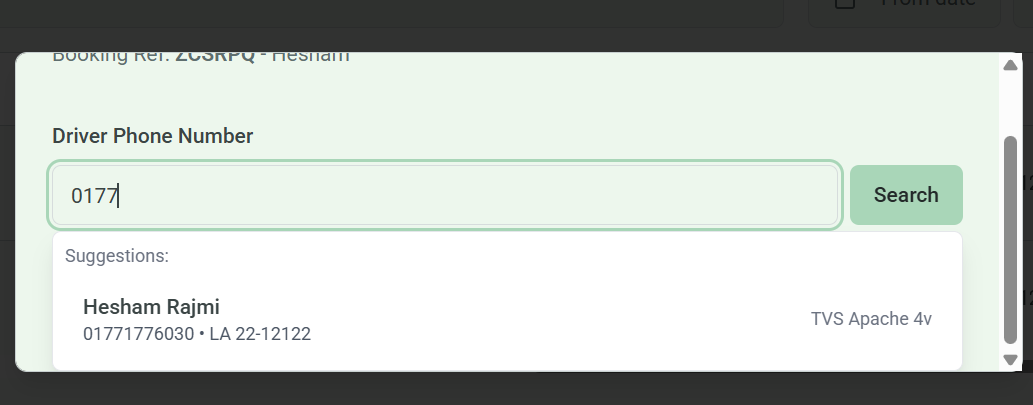 From date
Booking Ref: ZCSRPQ - Hesham
Driver Phone Number
0177
Search
Suggestions:
Hesham Rajmi
01771776030 • LA 22-12122
TVS Apache 4v